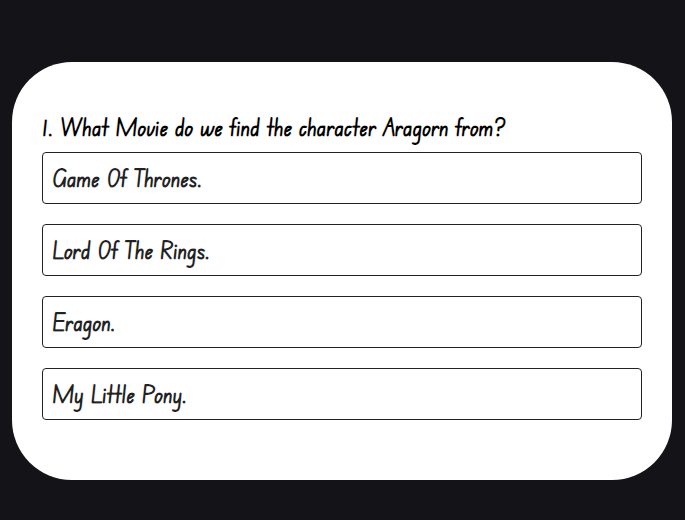 1. What Movie do we find the character Aragorn from?
Game Of Thrones.
Lord Of The Rings.
Eragon.
My Little Pony.